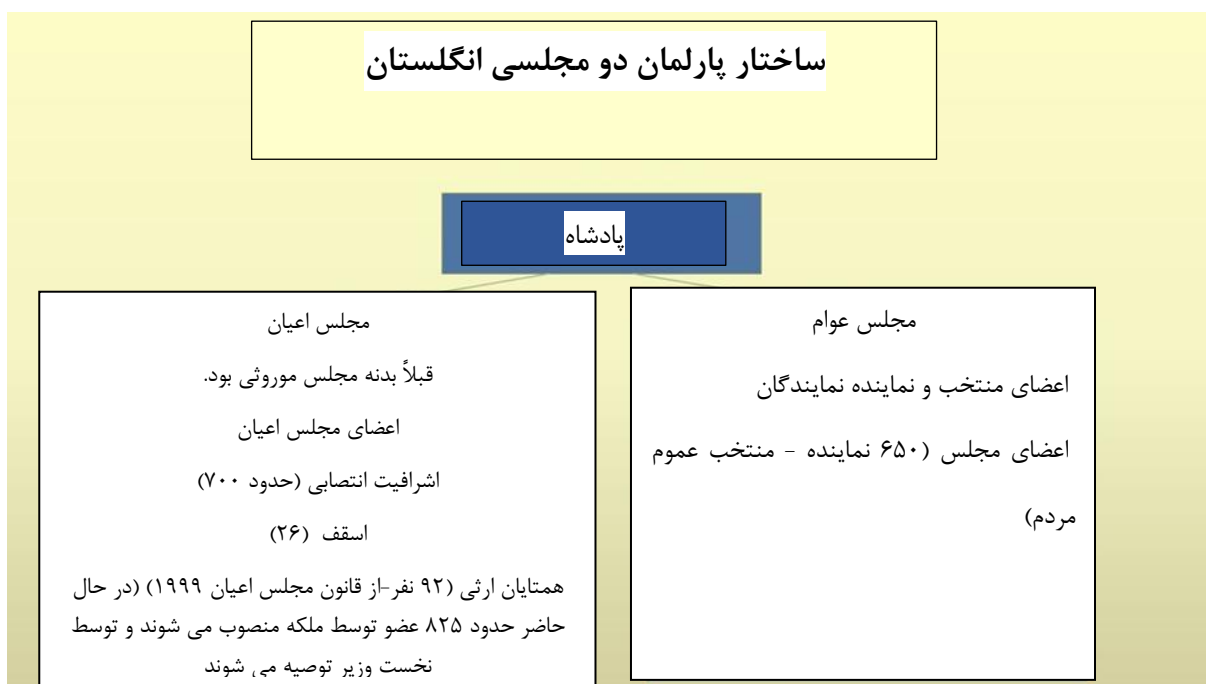 ساختار پارلمان دو مجلسی انگلستان
پادشاه
مجلس عوام
اعضای منتخب و نماینده نمایندگان
اعضای مجلس (۶۵۰ نماینده - منتخب عموم
مردم)
مجلس اعیان
قبلاً بدنه مجلس موروثی بود.
اعضای مجلس اعیان
اشرافیت انتصابی (حدود ۷۰۰)
اسقف (۲۶)
همتایان ارثی (۹۲ نفر-از قانون مجلس اعیان ۱۹۹۹) (در حال
حاضر حدود ۸۲۵ عضو توسط ملکه منصوب می شوند و توسط
نخست وزیر توصیه می شوند